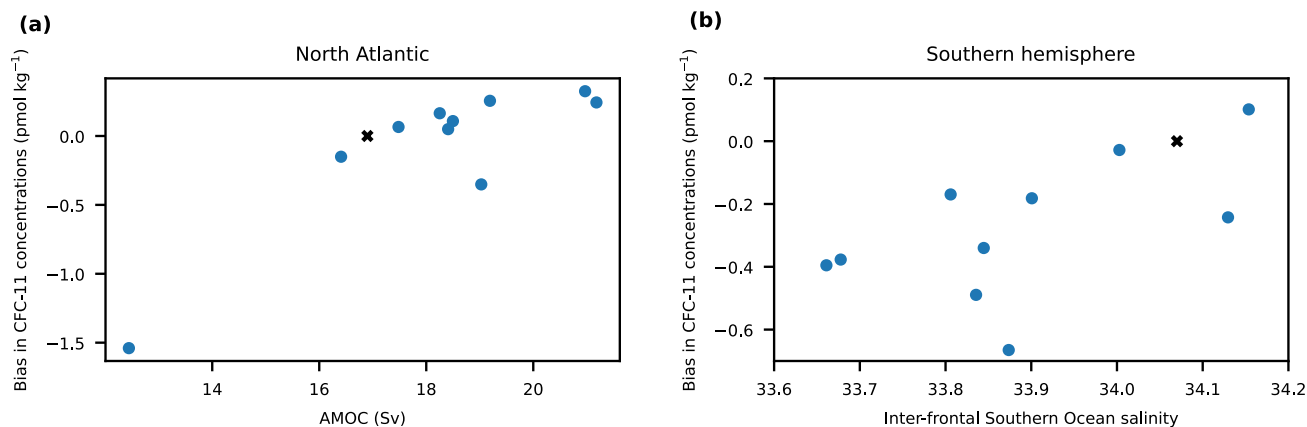 (a)
North Atlantic
Bias in CFC-11 concentrations (pmol kg⁻¹)
0.0
−0.5
−1.0
−1.5
14 16 18 20
AMOC (Sv)
(b)
Southern hemisphere
Bias in CFC-11 concentrations (pmol kg⁻¹)
0.2
0.0
−0.2
−0.4
−0.6
33.6 33.7 33.8 33.9 34.0 34.1 34.2
Inter-frontal Southern Ocean salinity